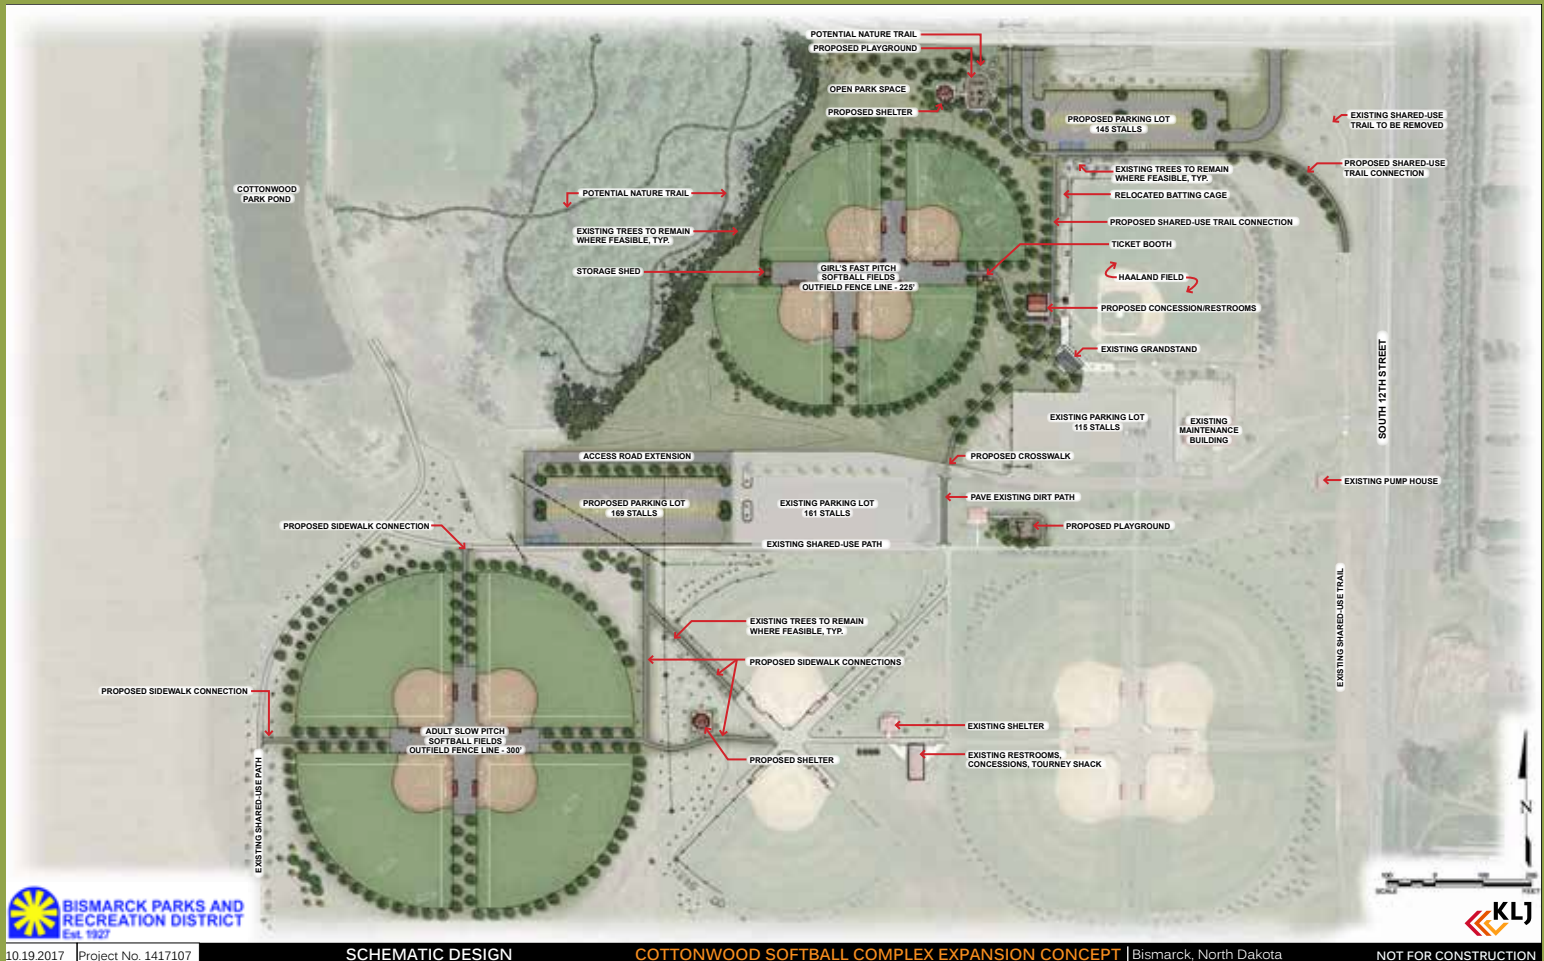 POTENTIAL NATURE TRAIL
PROPOSED PLAYGROUND
OPEN PARK SPACE
PROPOSED SHELTER
PROPOSED PARKING LOT
145 STALLS
EXISTING SHARED-USE
TRAIL TO BE REMOVED
PROPOSED SHARED-USE
TRAIL CONNECTION
EXISTING TREES TO REMAIN
WHERE FEASIBLE, TYP.
RELOCATED BATTING CAGE
PROPOSED SHARED-USE TRAIL CONNECTION
TICKET BOOTH
HAALAND FIELD
PROPOSED CONCESSION/RESTROOMS
EXISTING GRANDSTAND
COTTONWOOD
PARK POND
POTENTIAL NATURE TRAIL
EXISTING TREES TO REMAIN
WHERE FEASIBLE, TYP.
STORAGE SHED
GIRL'S FAST PITCH
SOFTBALL FIELDS
OUTFIELD FENCE LINE - 225'
SOUTH 12TH STREET
EXISTING PARKING LOT
115 STALLS
EXISTING
MAINTENANCE
BUILDING
ACCESS ROAD EXTENSION
PROPOSED CROSSWALK
EXISTING PUMP HOUSE
PROPOSED PARKING LOT
169 STALLS
EXISTING PARKING LOT
161 STALLS
PAVE EXISTING DIRT PATH
PROPOSED PLAYGROUND
PROPOSED SIDEWALK CONNECTION
EXISTING SHARED-USE PATH
EXISTING SHARED-USE TRAIL
EXISTING TREES TO REMAIN
WHERE FEASIBLE, TYP.
PROPOSED SIDEWALK CONNECTIONS
PROPOSED SIDEWALK CONNECTION
ADULT SLOW PITCH
SOFTBALL FIELDS
OUTFIELD FENCE LINE - 300'
EXISTING SHELTER
PROPOSED SHELTER
EXISTING RESTROOMS,
CONCESSIONS, TOURNEY SHACK
EXISTING SHARED-USE PATH
N
100 0 100 200
SCALE FEET
BISMARCK PARKS AND
RECREATION DISTRICT
Est. 1927
KLJ
10.19.2017 Project No. 1417107 SCHEMATIC DESIGN COTTONWOOD SOFTBALL COMPLEX EXPANSION CONCEPT | Bismarck, North Dakota NOT FOR CONSTRUCTION